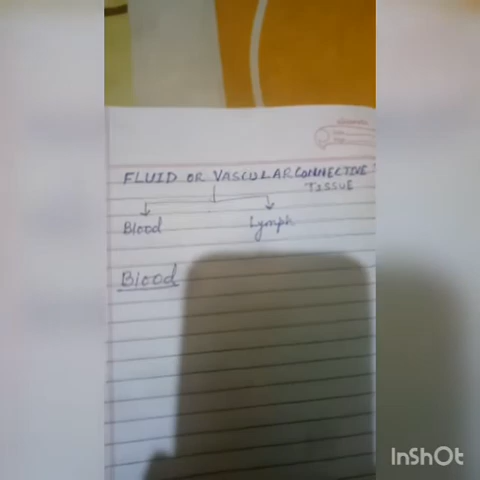 FLUID OR VASCULAR CONNECTIVE
TISSUE
Blood Lymph
Blood
InShOt